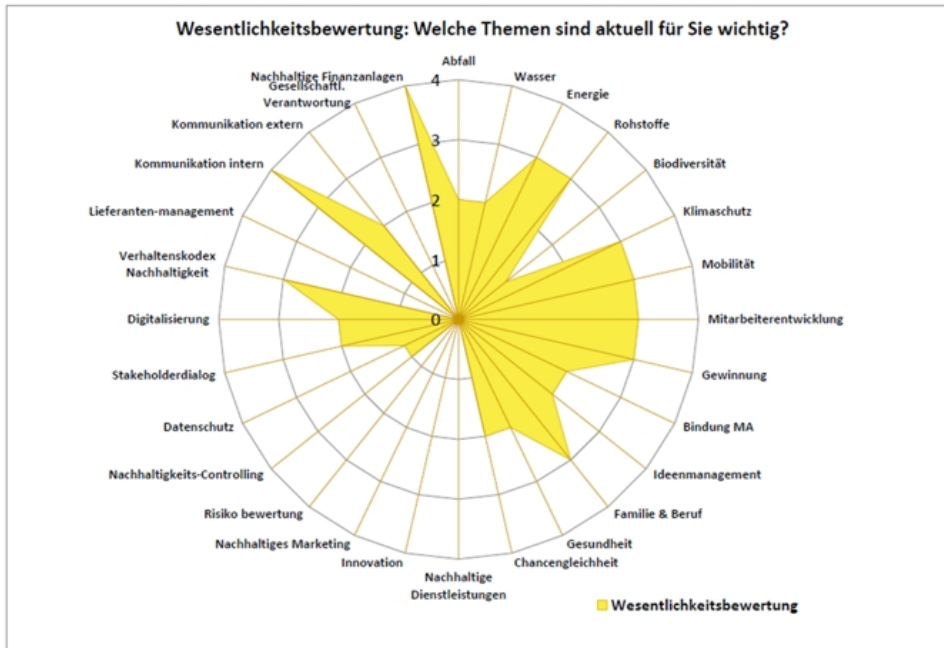 Wesentlichkeitsbewertung: Welche Themen sind aktuell für Sie wichtig?
Abfall
Wasser
Energie
Rohstoffe
Biodiversität
Klimaschutz
Mobilität
Mitarbeiterentwicklung
Gewinnung
Bindung MA
Ideenmanagement
Familie & Beruf
Gesundheit
Chancengleichheit
Nachhaltige
Dienstleistungen
Innovation
Nachhaltiges Marketing
Risiko bewertung
Nachhaltigkeits-Controlling
Datenschutz
Stakeholderdialog
Digitalisierung
Verhaltenskodex
Nachhaltigkeit
Lieferanten-management
Kommunikation intern
Kommunikation extern
Gesellschaftl.
Verantwortung
Nachhaltige Finanzanlagen
4
3
2
1
0
Wesentlichkeitsbewertung